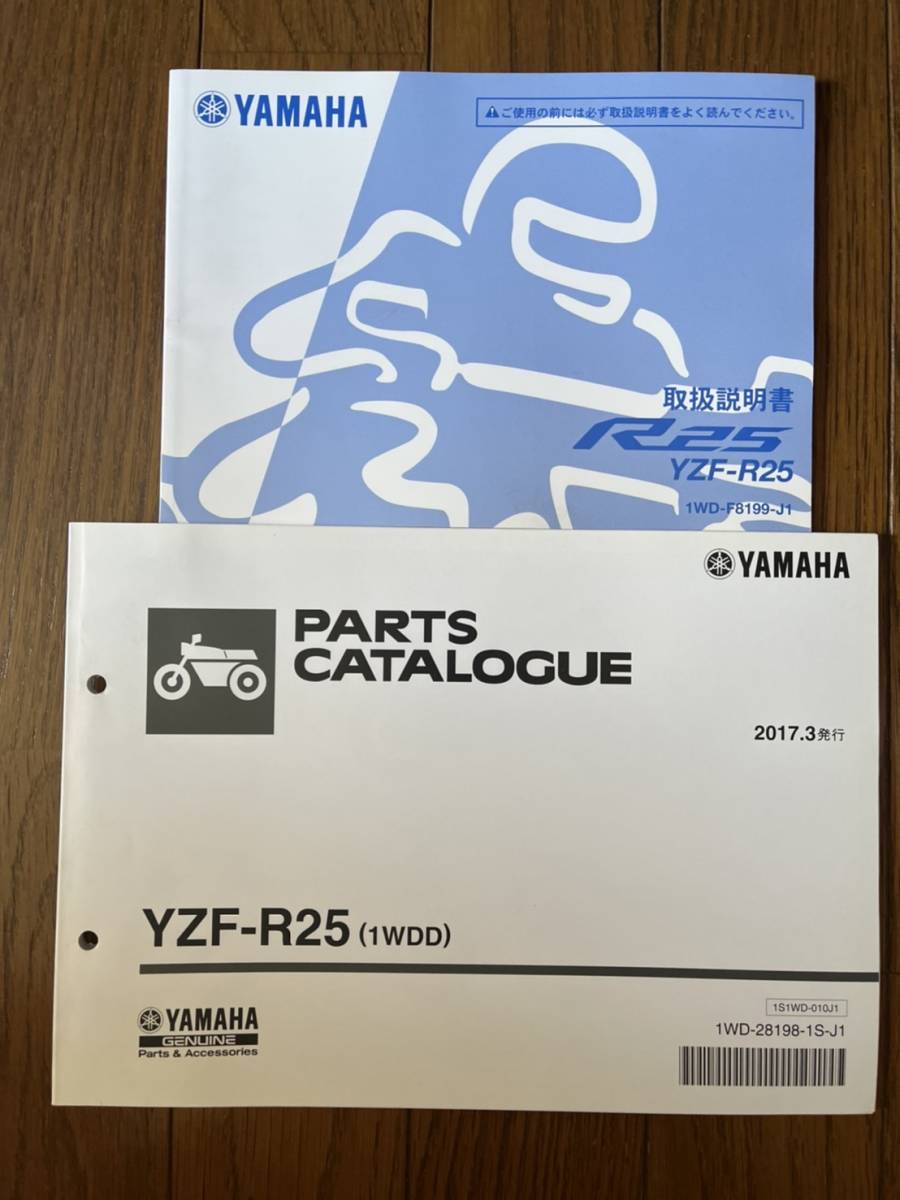 YAMAHA
⚠ご使用の前には必ず取扱説明書をよく読んでください。
取扱説明書
R25
YZF-R25
1WD-F8199-J1
YAMAHA
PARTS
CATALOGUE
2017.3発行
YZF-R25 (1WDD)
1S1WD-010J1
YAMAHA
GENUINE
Parts & Accessories
1WD-28198-1S-J1